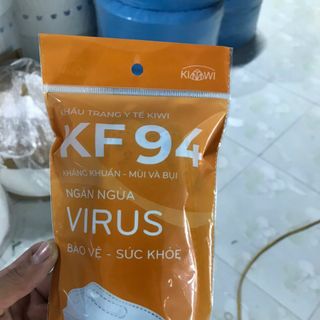 KIWI
KHẨU TRANG Y TẾ KIWI
KF94
KHÁNG KHUẨN - MÙI VÀ BỤI
NGĂN NGỪA
VIRUS
BẢO VỆ - SỨC KHỎE